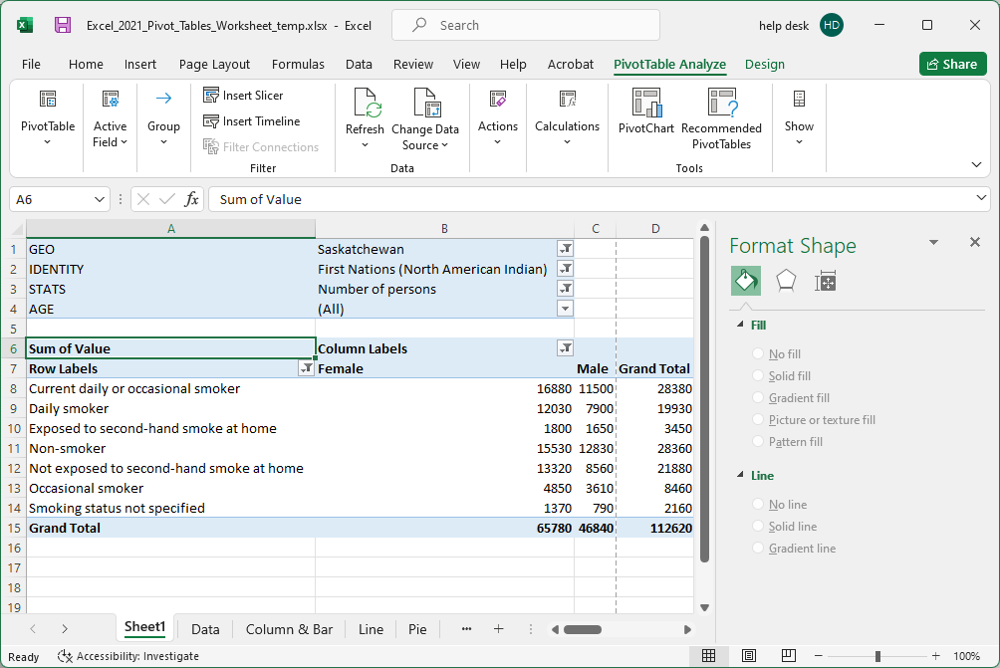 Excel_2021_Pivot_Tables_Worksheet_temp.xlsx - Excel
Search
help desk HD
File Home Insert Page Layout Formulas Data Review View Help Acrobat PivotTable Analyze Design Share
PivotTable
Active Field
Group
Insert Slicer
Insert Timeline
Filter Connections
Filter
Refresh
Change Data Source
Data
Actions
Calculations
PivotChart
Recommended PivotTables
Tools
Show
A6 fx Sum of Value
A B C D
1 GEO Saskatchewan
2 IDENTITY First Nations (North American Indian)
3 STATS Number of persons
4 AGE (All)
5
6 Sum of Value Column Labels
7 Row Labels Female Male Grand Total
8 Current daily or occasional smoker 16880 11500 28380
9 Daily smoker 12030 7900 19930
10 Exposed to second-hand smoke at home 1800 1650 3450
11 Non-smoker 15530 12830 28360
12 Not exposed to second-hand smoke at home 13320 8560 21880
13 Occasional smoker 4850 3610 8460
14 Smoking status not specified 1370 790 2160
15 Grand Total 65780 46840 112620
16
17
18
19
Format Shape
Fill
No fill
Solid fill
Gradient fill
Picture or texture fill
Pattern fill
Line
No line
Solid line
Gradient line
Sheet1 Data Column & Bar Line Pie ...
Ready Accessibility: Investigate 100%